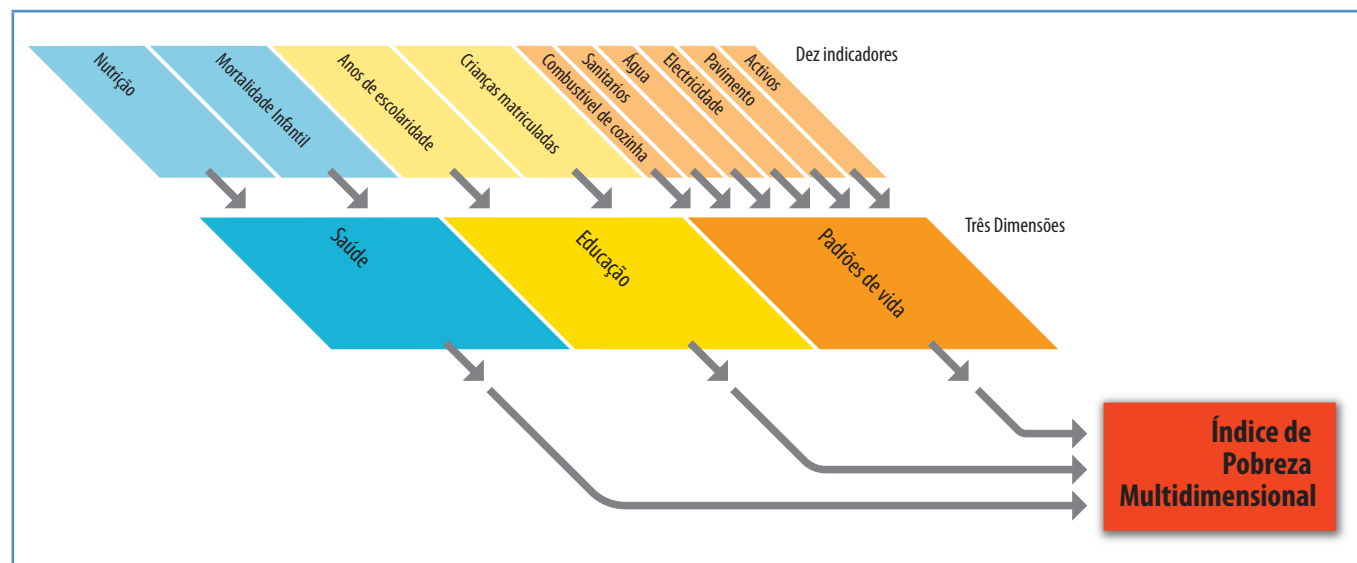 Nutrição
Mortalidade Infantil
Anos de escolaridade
Crianças matriculadas
Combustível de cozinha
Sanitarios
Água
Electricidade
Pavimento
Activos
Dez indicadores
Saúde
Educação
Padrões de vida
Três Dimensões
Índice de
Pobreza
Multidimensional